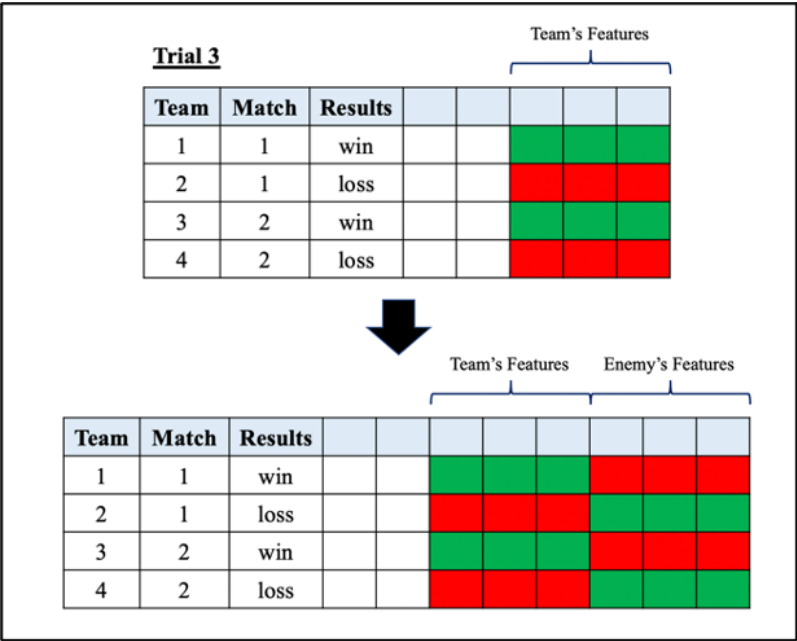 Team's Features
Trial 3
Team Match Results
1 1 win
2 1 loss
3 2 win
4 2 loss
Team's Features Enemy's Features
Team Match Results
1 1 win
2 1 loss
3 2 win
4 2 loss